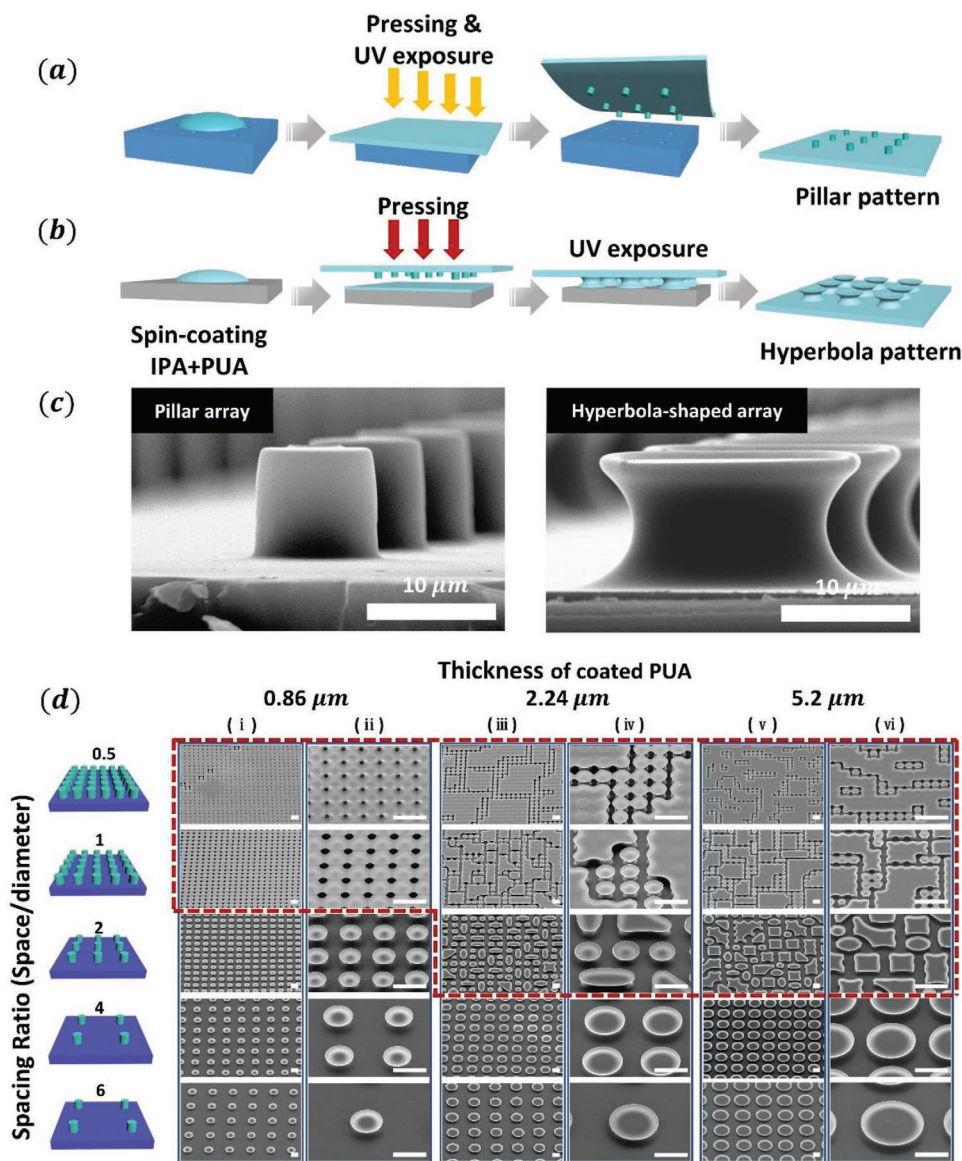 (a)
Pressing &
UV exposure
Pillar pattern
(b)
Pressing
UV exposure
Spin-coating
IPA+PUA
Hyperbola pattern
(c)
Pillar array
10 μm
Hyperbola-shaped array
10 μm
(d)
Thickness of coated PUA
0.86 μm 2.24 μm 5.2 μm
(i) (ii) (iii) (iv) (v) (vi)
Spacing Ratio (Space/diameter)
0.5
1
2
4
6